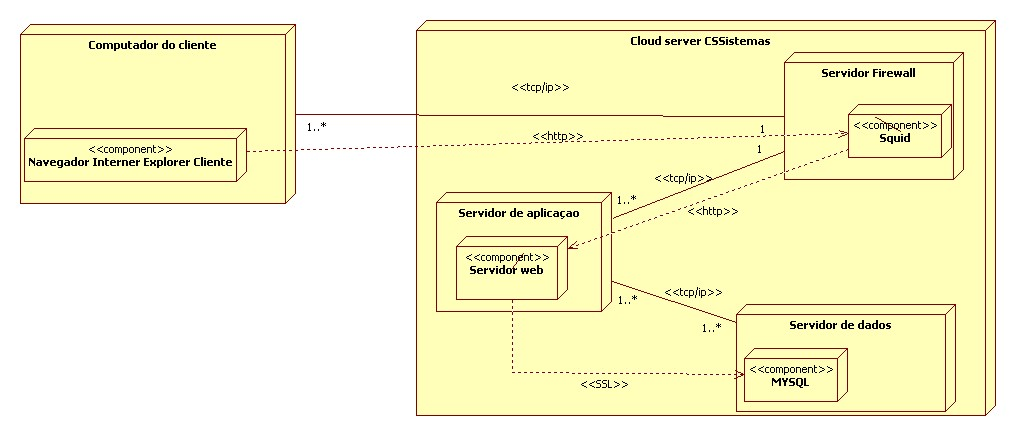 Computador do cliente
<<component>>
Navegador Interner Explorer Cliente
1..*
<<tcp/ip>>
<<http>>
Cloud server CSSistemas
Servidor Firewall
<<component>>
Squid
1
1
<<tcp/ip>>
1..*
<<http>>
Servidor de aplicaçao
<<component>>
Servidor web
1..*
<<tcp/ip>>
1..*
Servidor de dados
<<component>>
MYSQL
<<SSL>>